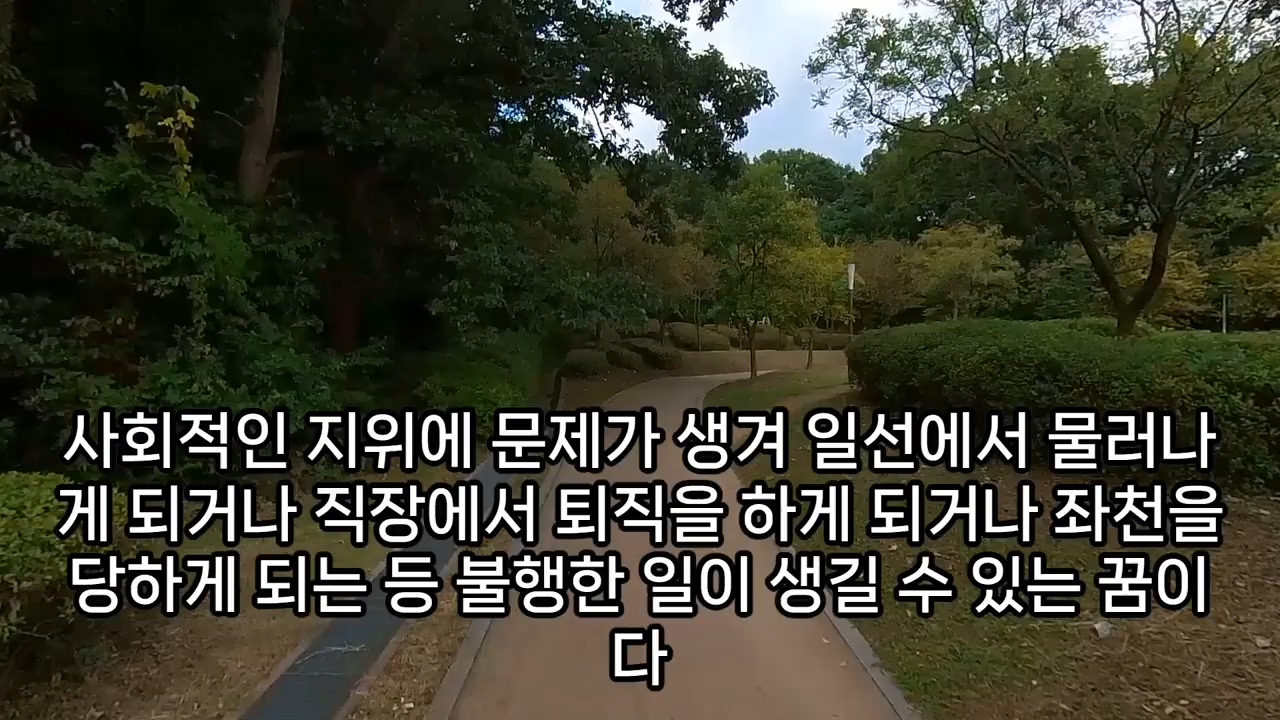 사회적인 지위에 문제가 생겨 일선에서 물러나
게 되거나 직장에서 퇴직을 하게 되거나 좌천을
당하게 되는 등 불행한 일이 생길 수 있는 꿈이
다